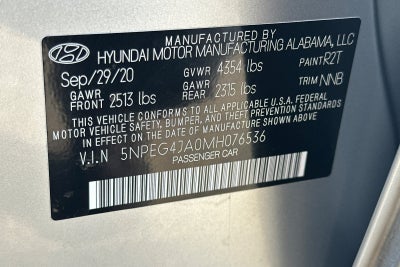 MANUFACTURED BY
HYUNDAI MOTOR MANUFACTURING ALABAMA, LLC
Sep/29/20 GVWR 4354 lbs PAINT R2T
GAWR FRONT 2513 lbs GAWR REAR 2315 lbs TRIM NNB
THIS VEHICLE CONFORMS TO ALL APPLICABLE U.S.A. FEDERAL
MOTOR VEHICLE SAFETY, BUMPER, AND THEFT PREVENTION STANDARDS
IN EFFECT ON THE DATE OF MANUFACTURE SHOWN ABOVE.
V.I.N 5NPEG4JA0MH076536
PASSENGER CAR